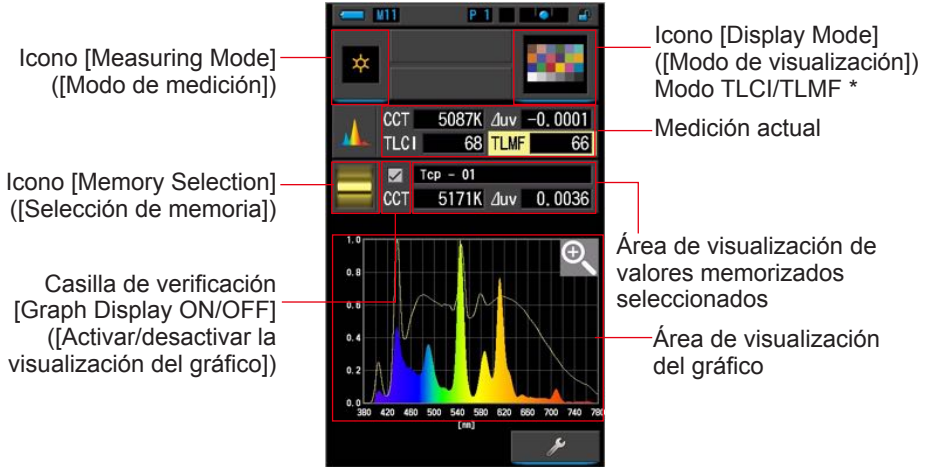 M11 P 1
Icono [Measuring Mode]
([Modo de medición])
Icono [Display Mode]
([Modo de visualización])
Modo TLCI/TLMF *
CCT 5087K ⊿uv -0.0001
TLCI 68 TLMF 66
Medición actual
Icono [Memory Selection]
([Selección de memoria])
Tcp - 01
CCT 5171K ⊿uv 0.0036
Área de visualización de
valores memorizados
seleccionados
Casilla de verificación
[Graph Display ON/OFF]
([Activar/desactivar la
visualización del gráfico])
Área de visualización
del gráfico
1.0
0.8
0.6
0.4
0.2
0.0
380 420 460 500 540 580 620 660 700 740 780
[nm]